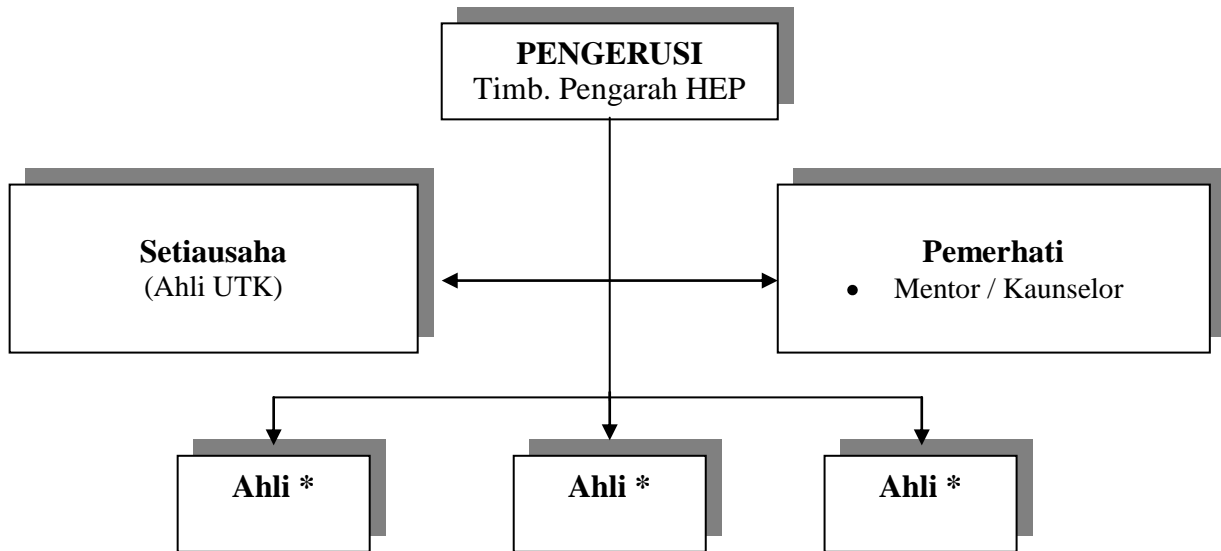 PENGERUSI
Timb. Pengarah HEP
Setiausaha
(Ahli UTK)
Pemerhati
• Mentor / Kaunselor
Ahli *
Ahli *
Ahli *